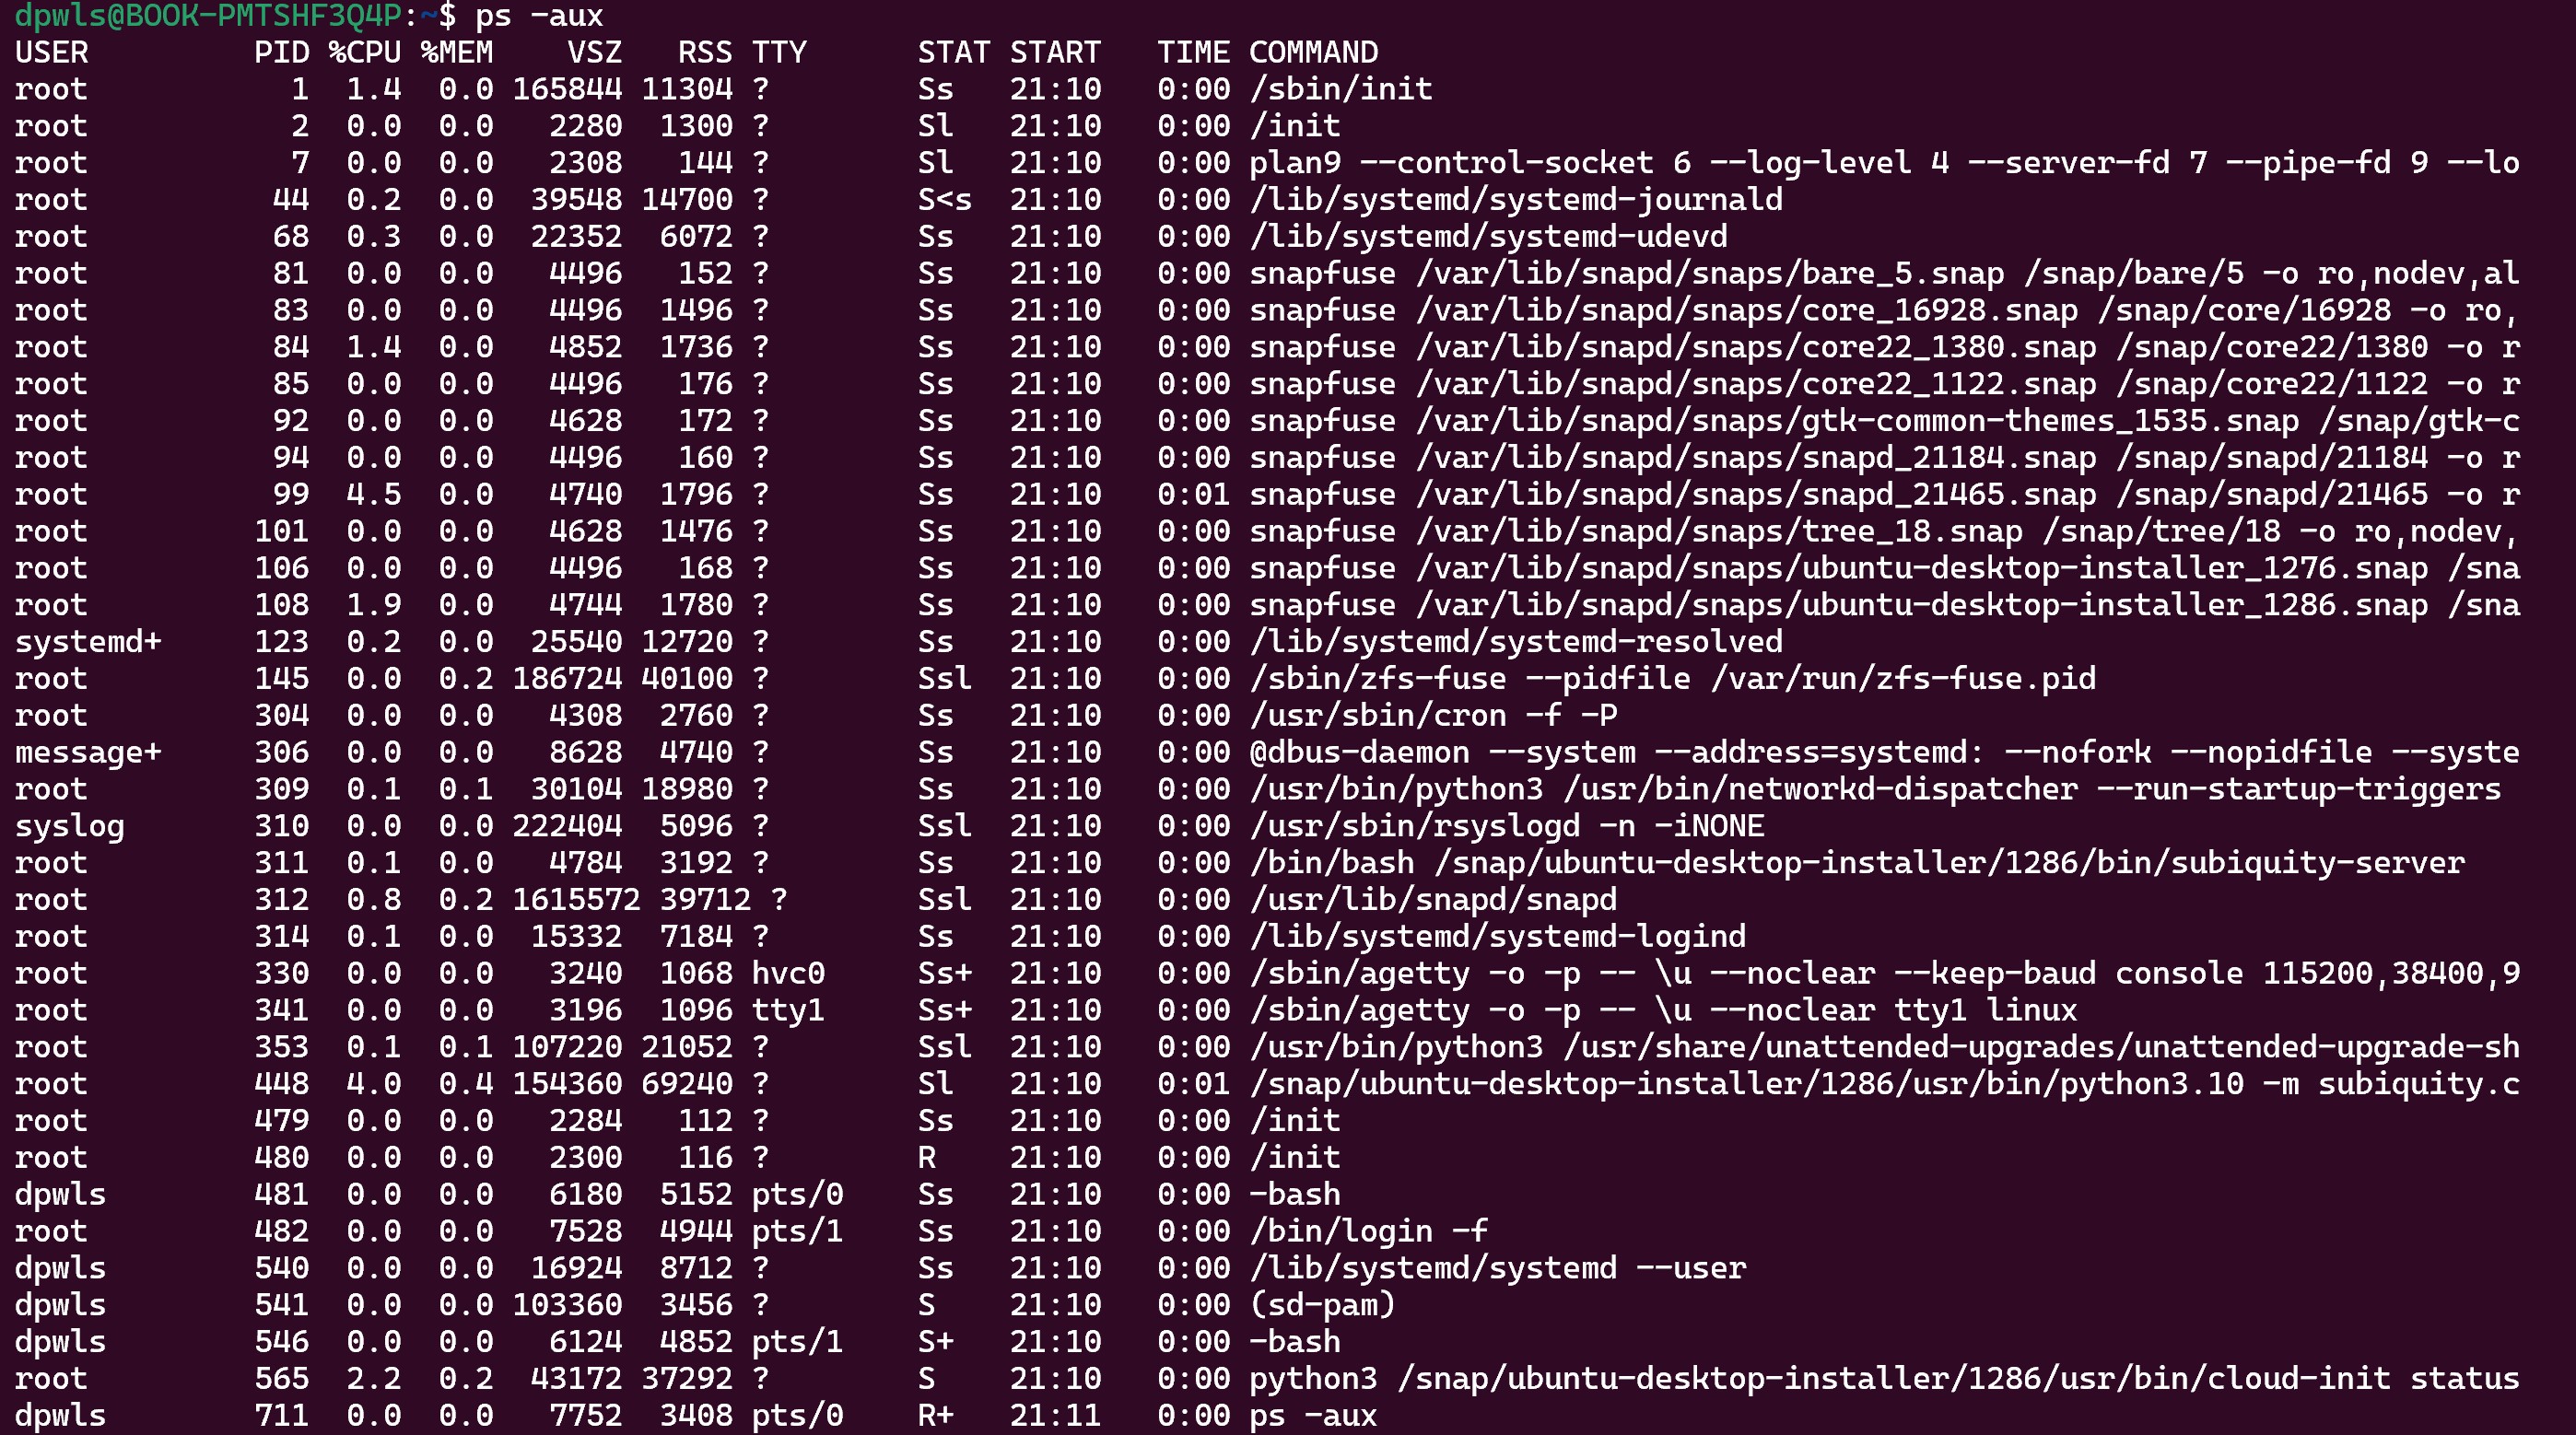 dpwls@BOOK-PMTSHF3Q4P:~$ ps -aux
USER         PID %CPU %MEM    VSZ   RSS TTY      STAT START   TIME COMMAND
root           1  1.4  0.0 165844 11304 ?        Ss   21:10   0:00 /sbin/init
root           2  0.0  0.0   2280  1300 ?        Sl   21:10   0:00 /init
root           7  0.0  0.0   2308   144 ?        Sl   21:10   0:00 plan9 --control-socket 6 --log-level 4 --server-fd 7 --pipe-fd 9 --lo
root          44  0.2  0.0  39548 14700 ?        S<s  21:10   0:00 /lib/systemd/systemd-journald
root          68  0.3  0.0  22352  6072 ?        Ss   21:10   0:00 /lib/systemd/systemd-udevd
root          81  0.0  0.0   4496   152 ?        Ss   21:10   0:00 snapfuse /var/lib/snapd/snaps/bare_5.snap /snap/bare/5 -o ro,nodev,al
root          83  0.0  0.0   4496  1496 ?        Ss   21:10   0:00 snapfuse /var/lib/snapd/snaps/core_16928.snap /snap/core/16928 -o ro,
root          84  1.4  0.0   4852  1736 ?        Ss   21:10   0:00 snapfuse /var/lib/snapd/snaps/core22_1380.snap /snap/core22/1380 -o r
root          85  0.0  0.0   4496   176 ?        Ss   21:10   0:00 snapfuse /var/lib/snapd/snaps/core22_1122.snap /snap/core22/1122 -o r
root          92  0.0  0.0   4628   172 ?        Ss   21:10   0:00 snapfuse /var/lib/snapd/snaps/gtk-common-themes_1535.snap /snap/gtk-c
root          94  0.0  0.0   4496   160 ?        Ss   21:10   0:00 snapfuse /var/lib/snapd/snaps/snapd_21184.snap /snap/snapd/21184 -o r
root          99  4.5  0.0   4740  1796 ?        Ss   21:10   0:01 snapfuse /var/lib/snapd/snaps/snapd_21465.snap /snap/snapd/21465 -o r
root         101  0.0  0.0   4628  1476 ?        Ss   21:10   0:00 snapfuse /var/lib/snapd/snaps/tree_18.snap /snap/tree/18 -o ro,nodev,
root         106  0.0  0.0   4496   168 ?        Ss   21:10   0:00 snapfuse /var/lib/snapd/snaps/ubuntu-desktop-installer_1276.snap /sna
root         108  1.9  0.0   4744  1780 ?        Ss   21:10   0:00 snapfuse /var/lib/snapd/snaps/ubuntu-desktop-installer_1286.snap /sna
systemd+     123  0.2  0.0  25540 12720 ?        Ss   21:10   0:00 /lib/systemd/systemd-resolved
root         145  0.0  0.2 186724 40100 ?        Ssl  21:10   0:00 /sbin/zfs-fuse --pidfile /var/run/zfs-fuse.pid
root         304  0.0  0.0   4308  2760 ?        Ss   21:10   0:00 /usr/sbin/cron -f -P
message+     306  0.0  0.0   8628  4740 ?        Ss   21:10   0:00 @dbus-daemon --system --address=systemd: --nofork --nopidfile --syste
root         309  0.1  0.1  30104 18980 ?        Ss   21:10   0:00 /usr/bin/python3 /usr/bin/networkd-dispatcher --run-startup-triggers
syslog       310  0.0  0.0 222404  5096 ?        Ssl  21:10   0:00 /usr/sbin/rsyslogd -n -iNONE
root         311  0.1  0.0   4784  3192 ?        Ss   21:10   0:00 /bin/bash /snap/ubuntu-desktop-installer/1286/bin/subiquity-server
root         312  0.8  0.2 1615572 39712 ?       Ssl  21:10   0:00 /usr/lib/snapd/snapd
root         314  0.1  0.0  15332  7184 ?        Ss   21:10   0:00 /lib/systemd/systemd-logind
root         330  0.0  0.0   3240  1068 hvc0     Ss+  21:10   0:00 /sbin/agetty -o -p -- \u --noclear --keep-baud console 115200,38400,9
root         341  0.0  0.0   3196  1096 tty1     Ss+  21:10   0:00 /sbin/agetty -o -p -- \u --noclear tty1 linux
root         353  0.1  0.1 107220 21052 ?        Ssl  21:10   0:00 /usr/bin/python3 /usr/share/unattended-upgrades/unattended-upgrade-sh
root         448  4.0  0.4 154360 69240 ?        Sl   21:10   0:01 /snap/ubuntu-desktop-installer/1286/usr/bin/python3.10 -m subiquity.c
root         479  0.0  0.0   2284   112 ?        Ss   21:10   0:00 /init
root         480  0.0  0.0   2300   116 ?        R    21:10   0:00 /init
dpwls        481  0.0  0.0   6180  5152 pts/0    Ss   21:10   0:00 -bash
root         482  0.0  0.0   7528  4944 pts/1    Ss   21:10   0:00 /bin/login -f
dpwls        540  0.0  0.0  16924  8712 ?        Ss   21:10   0:00 /lib/systemd/systemd --user
dpwls        541  0.0  0.0 103360  3456 ?        S    21:10   0:00 (sd-pam)
dpwls        546  0.0  0.0   6124  4852 pts/1    S+   21:10   0:00 -bash
root         565  2.2  0.2  43172 37292 ?        S    21:10   0:00 python3 /snap/ubuntu-desktop-installer/1286/usr/bin/cloud-init status
dpwls        711  0.0  0.0   7752  3408 pts/0    R+   21:11   0:00 ps -aux